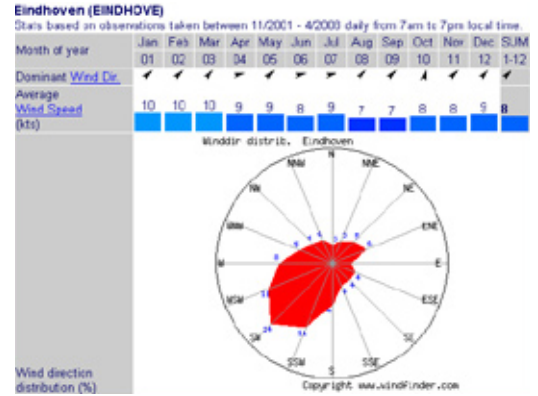 Eindhoven (EINDHOVE)
Stats based on observations taken between 11/2001 - 4/2003 daily from 7am to 7pm local time.
Month of year Jan Feb Mar Apr May Jun Jul Aug Sep Oct Nov Dec SUM
01 02 03 04 05 06 07 08 09 10 11 12 1-12
Dominant Wind Dir.
Average
Wind Speed
(kts)
10 10 10 9 9 8 9 7 7 8 8 9 8
Winddir distrib. Eindhoven
N
NNW NNE
NW NE
WNW ENE
W E
WSW ESE
SW SE
SSW SSE
S
Wind direction
distribution (%)
Copyright www.windfinder.com